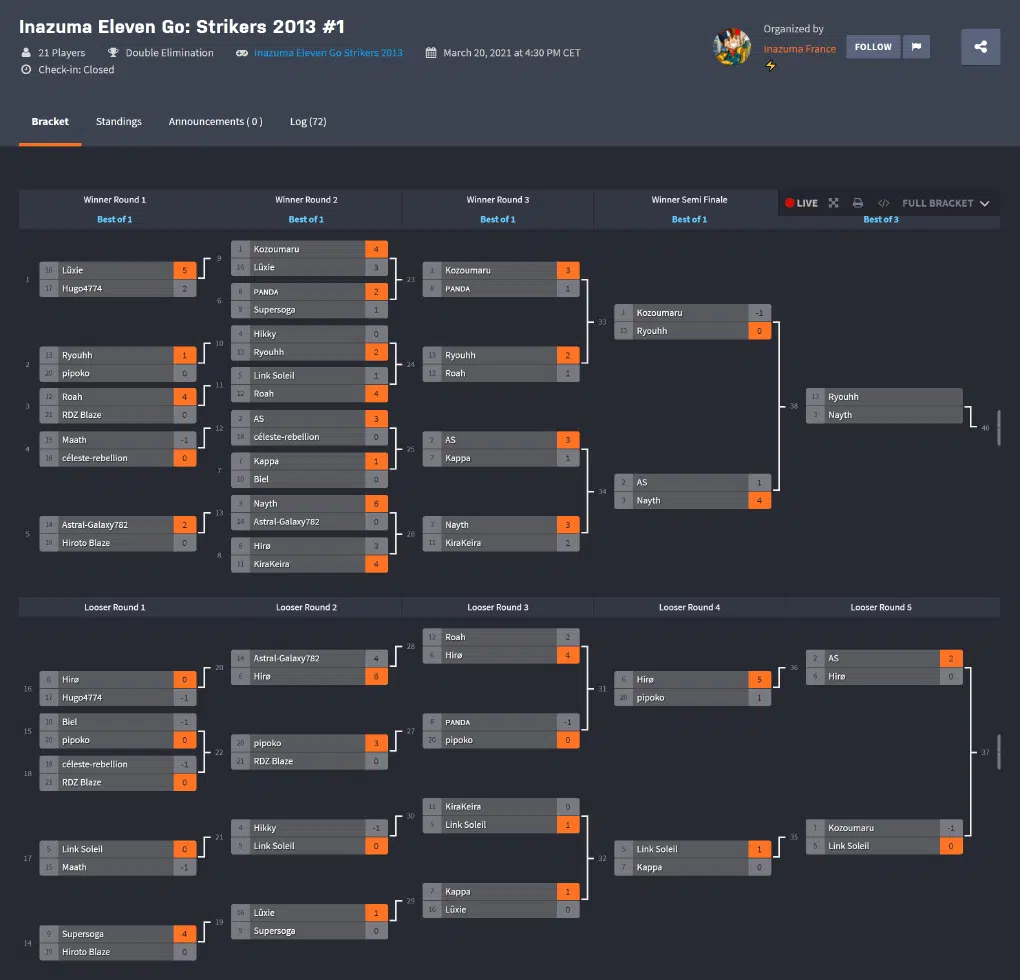 Inazuma Eleven Go: Strikers 2013 #1
21 Players Double Elimination Inazuma Eleven Go Strikers 2013 March 20, 2021 at 4:30 PM CET
Check-in: Closed
Organized by
Inazuma France
FOLLOW
Bracket Standings Announcements ( 0 ) Log (72)
Winner Round 1 Winner Round 2 Winner Round 3 Winner Semi Finale
Best of 1 Best of 1 Best of 1 Best of 1 Best of 3
LIVE </> FULL BRACKET
1
16 Lûxie 5
17 Hugo4774 2
2
13 Ryouhh 1
20 pipoko 0
3
12 Roah 4
21 RDZ Blaze 0
4
15 Maath -1
18 céleste-rebellion 0
5
14 Astral-Galaxy782 2
19 Hiroto Blaze 0
9
1 Kozoumaru 4
16 Lûxie 3
6
8 PANDA 2
9 Supersoga 1
10
4 Hikky 0
13 Ryouhh 2
11
5 Link Soleil 1
12 Roah 4
12
2 AS 3
18 céleste-rebellion 0
7
7 Kappa 1
10 Biel 0
13
3 Nayth 6
14 Astral-Galaxy782 0
8
6 Hirø 3
11 KiraKeira 4
23
1 Kozoumaru 3
8 PANDA 1
24
13 Ryouhh 2
12 Roah 1
25
2 AS 3
7 Kappa 1
26
3 Nayth 3
11 KiraKeira 2
33
1 Kozoumaru -1
13 Ryouhh 0
34
2 AS 1
3 Nayth 4
38
13 Ryouhh
3 Nayth
40
Looser Round 1 Looser Round 2 Looser Round 3 Looser Round 4 Looser Round 5
16
6 Hirø 0
17 Hugo4774 -1
15
10 Biel -1
20 pipoko 0
18
18 céleste-rebellion -1
21 RDZ Blaze 0
17
5 Link Soleil 0
15 Maath -1
14
9 Supersoga 4
19 Hiroto Blaze 0
20
14 Astral-Galaxy782 4
6 Hirø 6
22
20 pipoko 3
21 RDZ Blaze 0
21
4 Hikky -1
5 Link Soleil 0
19
16 Lûxie 1
9 Supersoga 0
28
12 Roah 2
6 Hirø 4
27
8 PANDA -1
20 pipoko 0
30
11 KiraKeira 0
5 Link Soleil 1
29
7 Kappa 1
16 Lûxie 0
31
6 Hirø 5
20 pipoko 1
32
5 Link Soleil 1
7 Kappa 0
36
2 AS 2
6 Hirø 0
35
1 Kozoumaru -1
5 Link Soleil 0
37